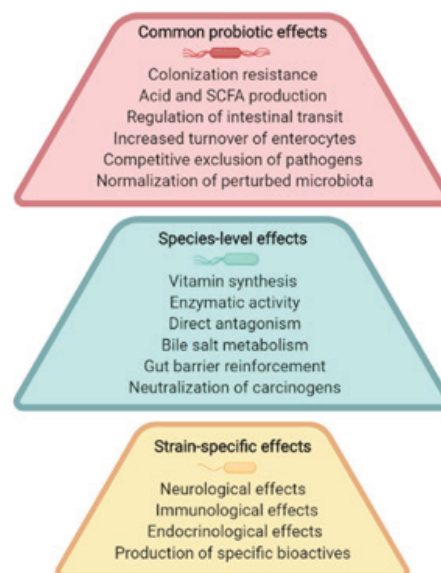 Common probiotic effects
Colonization resistance
Acid and SCFA production
Regulation of intestinal transit
Increased turnover of enterocytes
Competitive exclusion of pathogens
Normalization of perturbed microbiota
Species-level effects
Vitamin synthesis
Enzymatic activity
Direct antagonism
Bile salt metabolism
Gut barrier reinforcement
Neutralization of carcinogens
Strain-specific effects
Neurological effects
Immunological effects
Endocrinological effects
Production of specific bioactives